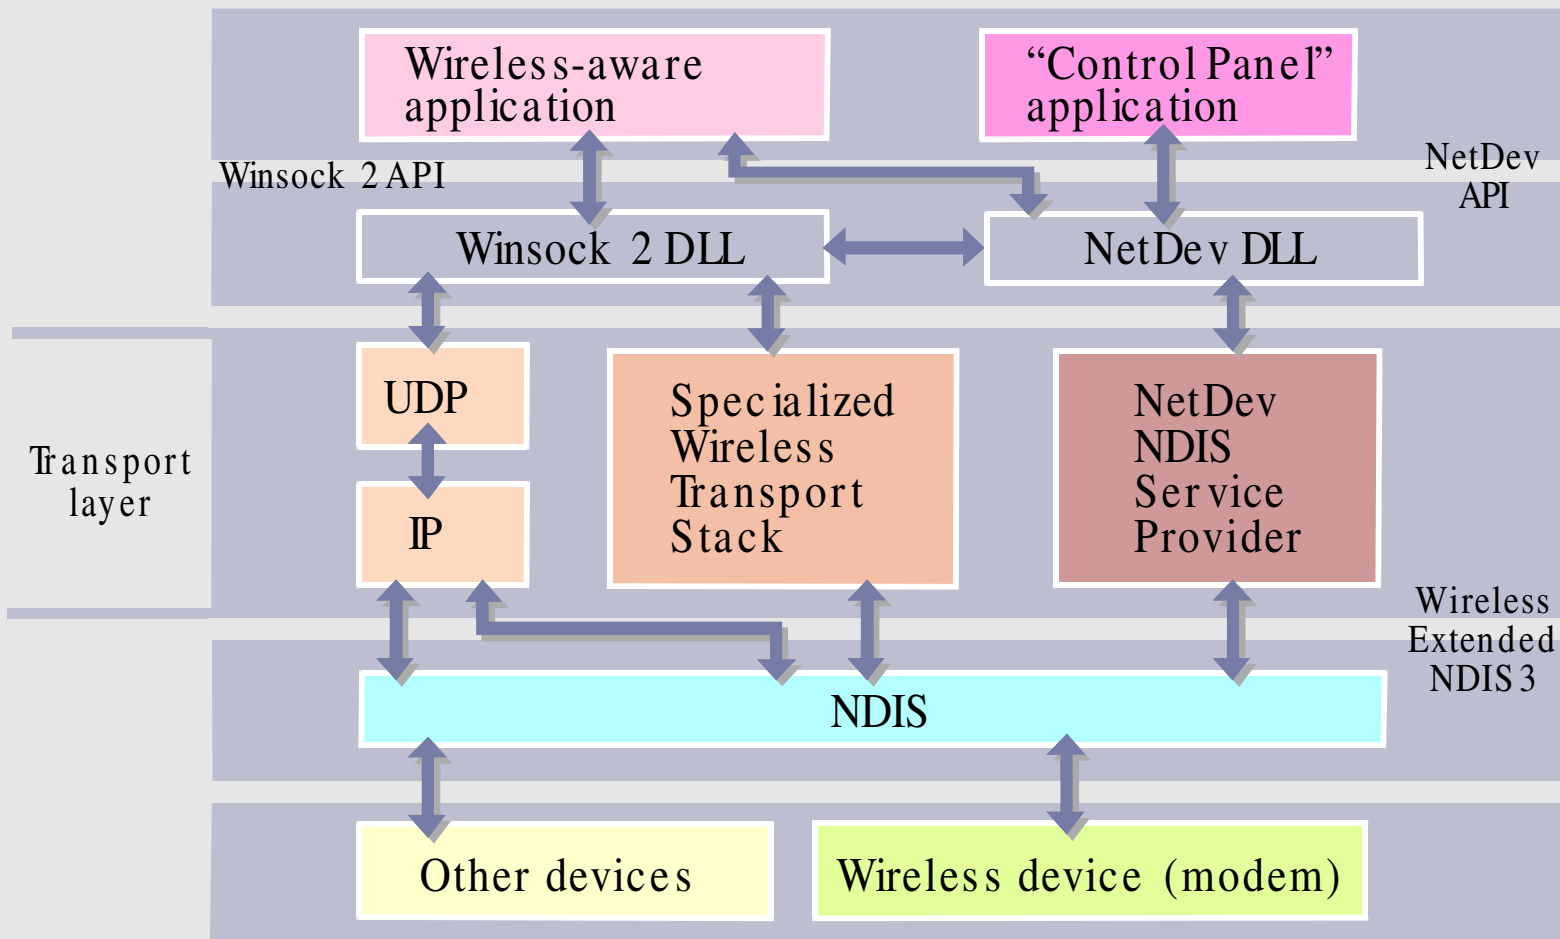 Wireless-aware
application
“Control Panel”
application
Winsock 2 API
NetDev
API
Winsock 2 DLL
NetDev DLL
Transport
layer
UDP
IP
Specialized
Wireless
Transport
Stack
NetDev
NDIS
Service
Provider
Wireless
Extended
NDIS 3
NDIS
Other devices
Wireless device (modem)